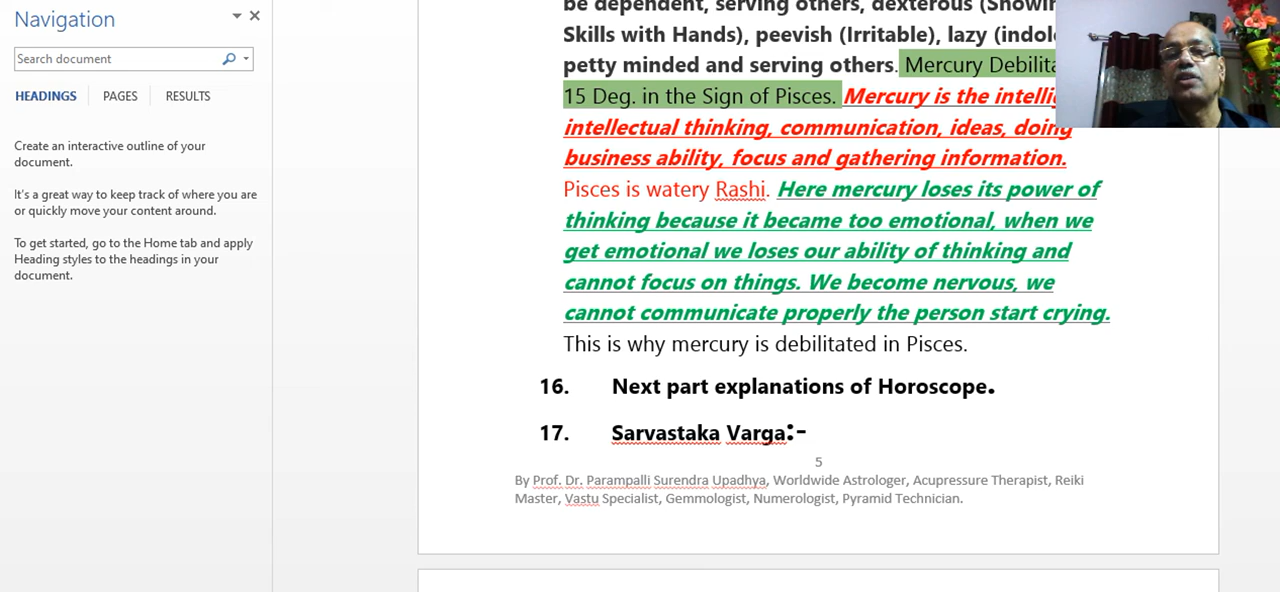 Navigation
Search document
HEADINGS PAGES RESULTS
Create an interactive outline of your
document.
It's a great way to keep track of where you are
or quickly move your content around.
To get started, go to the Home tab and apply
Heading styles to the headings in your
document.
be dependent, serving others, dexterous
Skills with Hands), peevish (Irritable), lazy
petty minded and serving others. Mercury
15 Deg. in the Sign of Pisces. Mercury is the
intellectual thinking, communication, ideas, doing
business ability, focus and gathering information.
Pisces is watery Rashi. Here mercury loses its power of
thinking because it became too emotional, when we
get emotional we loses our ability of thinking and
cannot focus on things. We become nervous, we
cannot communicate properly the person start crying.
This is why mercury is debilitated in Pisces.
16. Next part explanations of Horoscope.
17. Sarvastaka Varga:-
5
By Prof. Dr. Parampalli Surendra Upadhya, Worldwide Astrologer, Acupressure Therapist, Reiki
Master, Vastu Specialist, Gemmologist, Numerologist, Pyramid Technician.